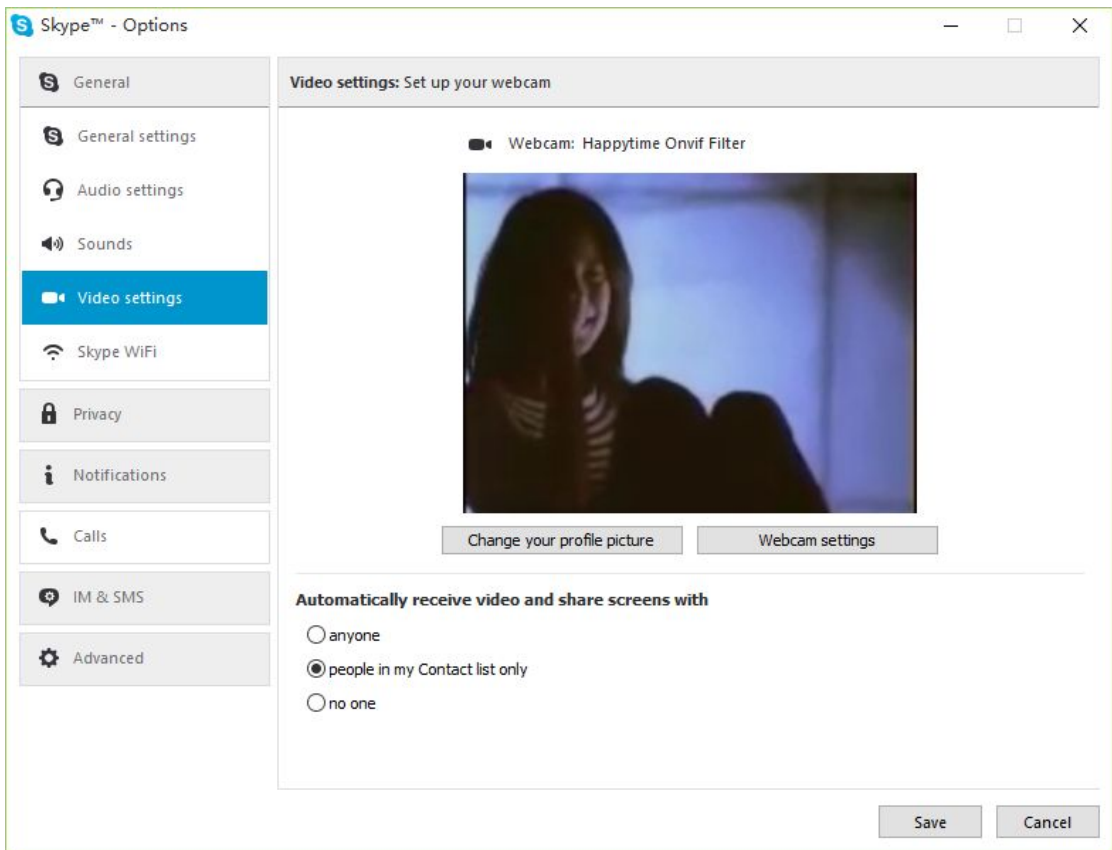 Skype™ - Options
General
General settings
Audio settings
Sounds
Video settings
Skype WiFi
Privacy
Notifications
Calls
IM & SMS
Advanced
Video settings: Set up your webcam
Webcam: Happytime Onvif Filter
Change your profile picture
Webcam settings
Automatically receive video and share screens with
anyone
people in my Contact list only
no one
Save
Cancel